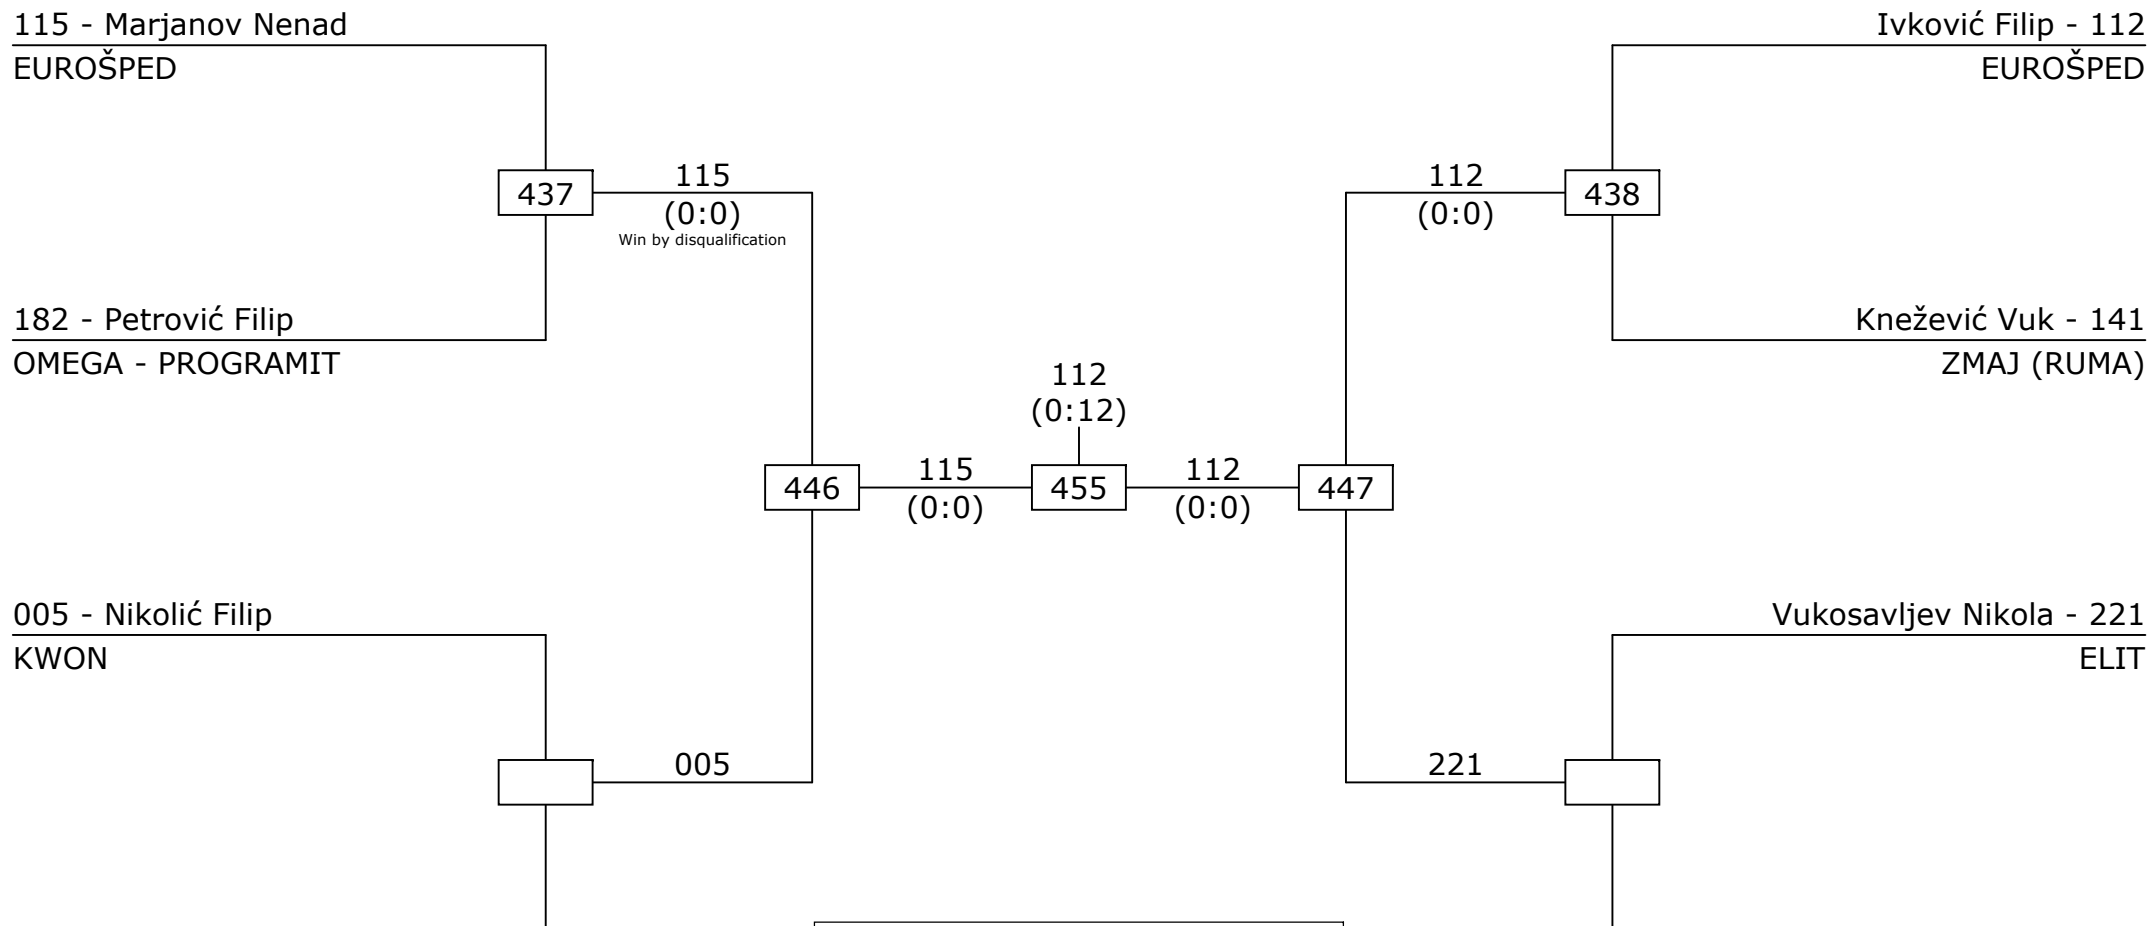 115 - Marjanov Nenad
EUROŠPED
Ivković Filip - 112
EUROŠPED
437
115
(0:0)
Win by disqualification
112
(0:0)
438
182 - Petrović Filip
OMEGA - PROGRAMIT
Knežević Vuk - 141
ZMAJ (RUMA)
112
(0:12)
446
115
(0:0)
455
112
(0:0)
447
005 - Nikolić Filip
KWON
Vukosavljev Nikola - 221
ELIT
005
221